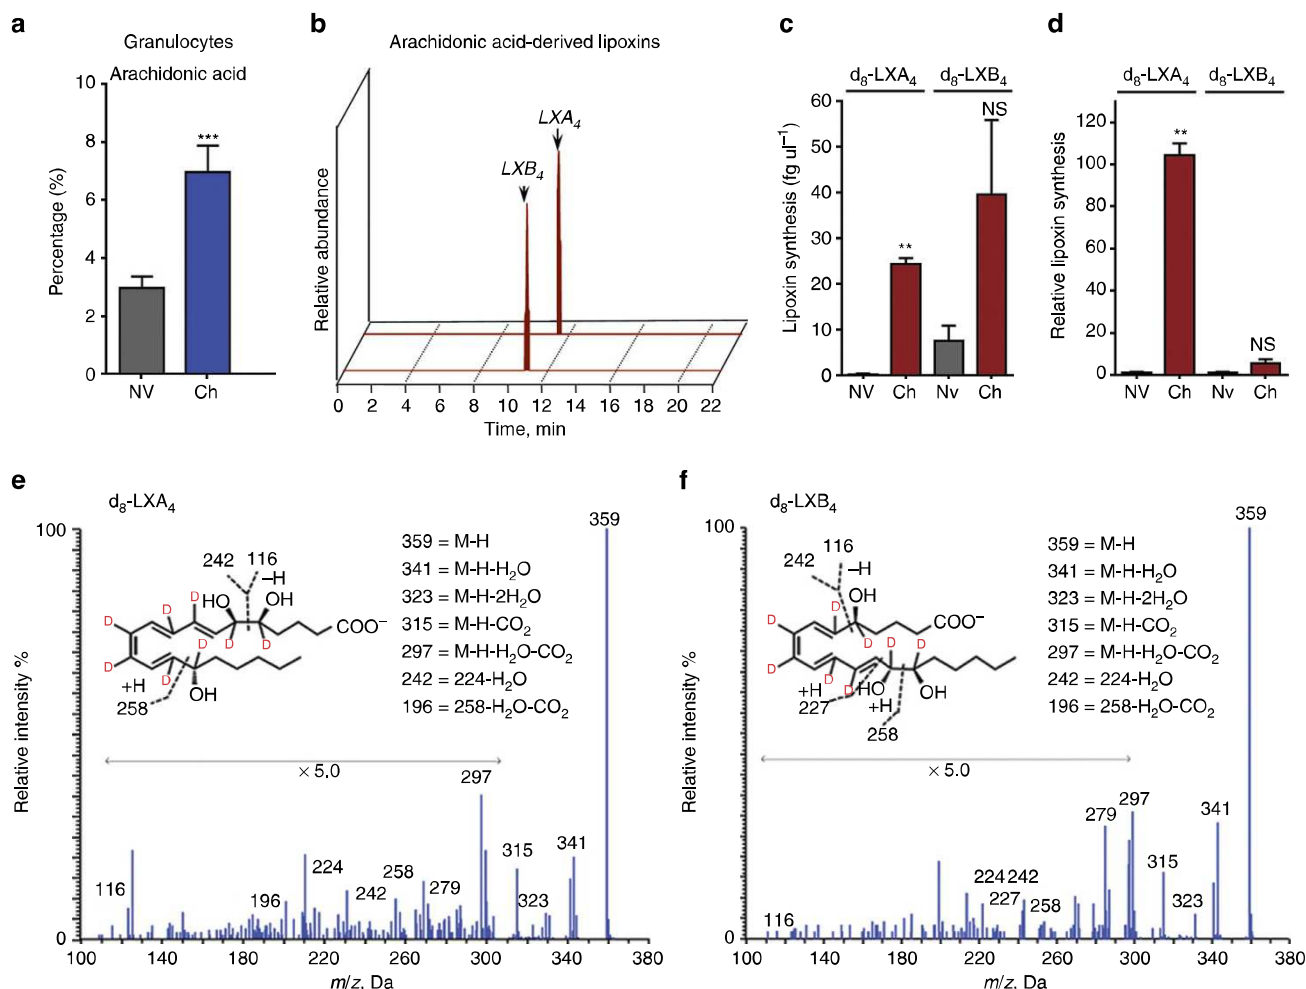 a
Granulocytes
Arachidonic acid
Percentage (%)
10
8
6
4
2
0
***
NV Ch
b
Arachidonic acid-derived lipoxins
Relative abundance
LXB4
LXA4
0 2 4 6 8 10 12 14 16 18 20 22
Time, min
c
d8-LXA4 d8-LXB4
Lipoxin synthesis (fg ul−1)
60
50
40
30
20
10
0
**
NS
NV Ch Nv Ch
d
d8-LXA4 d8-LXB4
Relative lipoxin synthesis
120
100
80
60
40
20
0
**
NS
NV Ch Nv Ch
e
d8-LXA4
Relative intensity %
100
0
242 116
–H
HO OH
D D
D
COO−
D D
D
D
D
+H
OH
258
359 = M-H
341 = M-H-H2O
323 = M-H-2H2O
315 = M-H-CO2
297 = M-H-H2O-CO2
242 = 224-H2O
196 = 258-H2O-CO2
× 5.0
359
297
341
315
323
279
258
242
224
196
116
100 140 180 220 260 300 340 380
m/z, Da
f
d8-LXB4
Relative intensity %
100
0
116
242
–H
OH
D
D
COO−
D
D D
D
D
D
+H
HO
OH
227
+H
258
359 = M-H
341 = M-H-H2O
323 = M-H-2H2O
315 = M-H-CO2
297 = M-H-H2O-CO2
242 = 224-H2O
196 = 258-H2O-CO2
× 5.0
359
297
279
341
315
323
224 242
227
258
116
100 140 180 220 260 300 340 380
m/z, Da